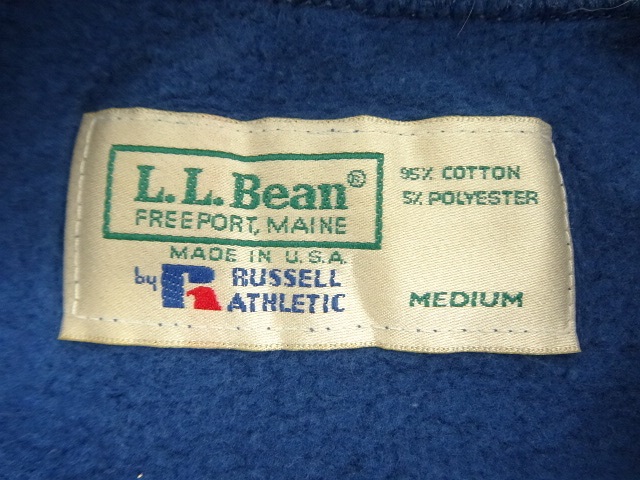 L.L.Bean®
FREEPORT, MAINE
MADE IN U.S.A.
by RUSSELL
ATHLETIC
95% COTTON
5% POLYESTER
MEDIUM